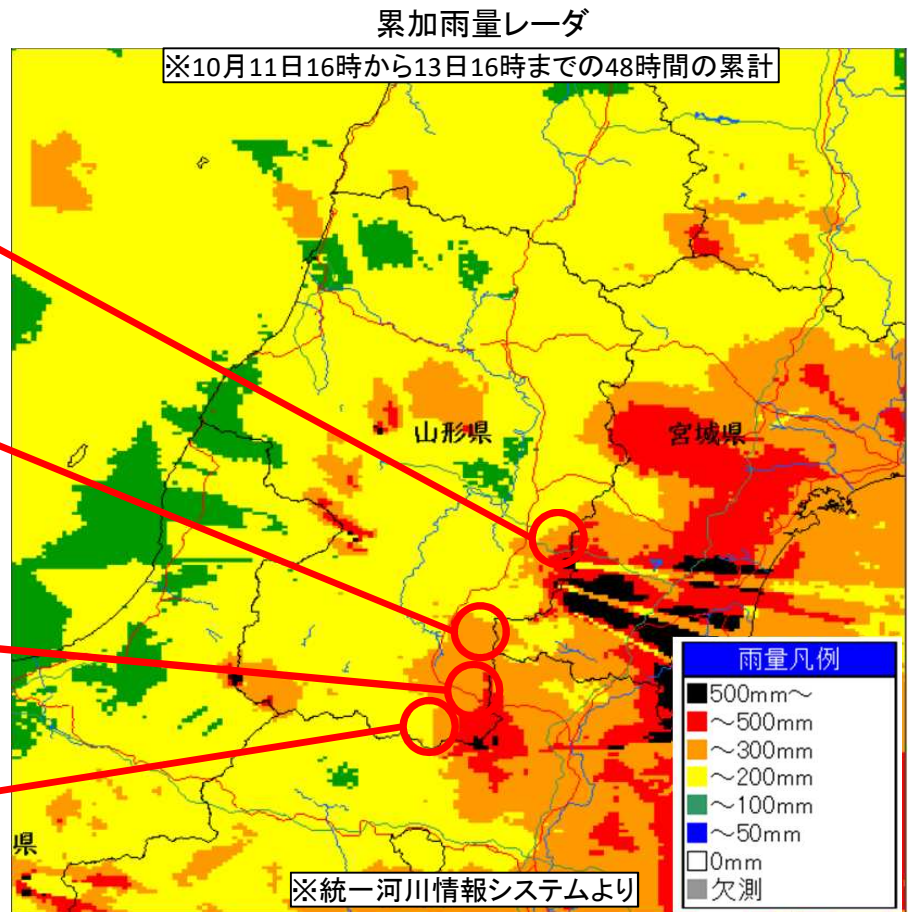 累加雨量レーダ
※10月11日16時から13日16時までの48時間の累計
山形県
宮城県
県
雨量凡例
500mm～
～500mm
～300mm
～200mm
～100mm
～50mm
0mm
欠測
※統一河川情報システムより